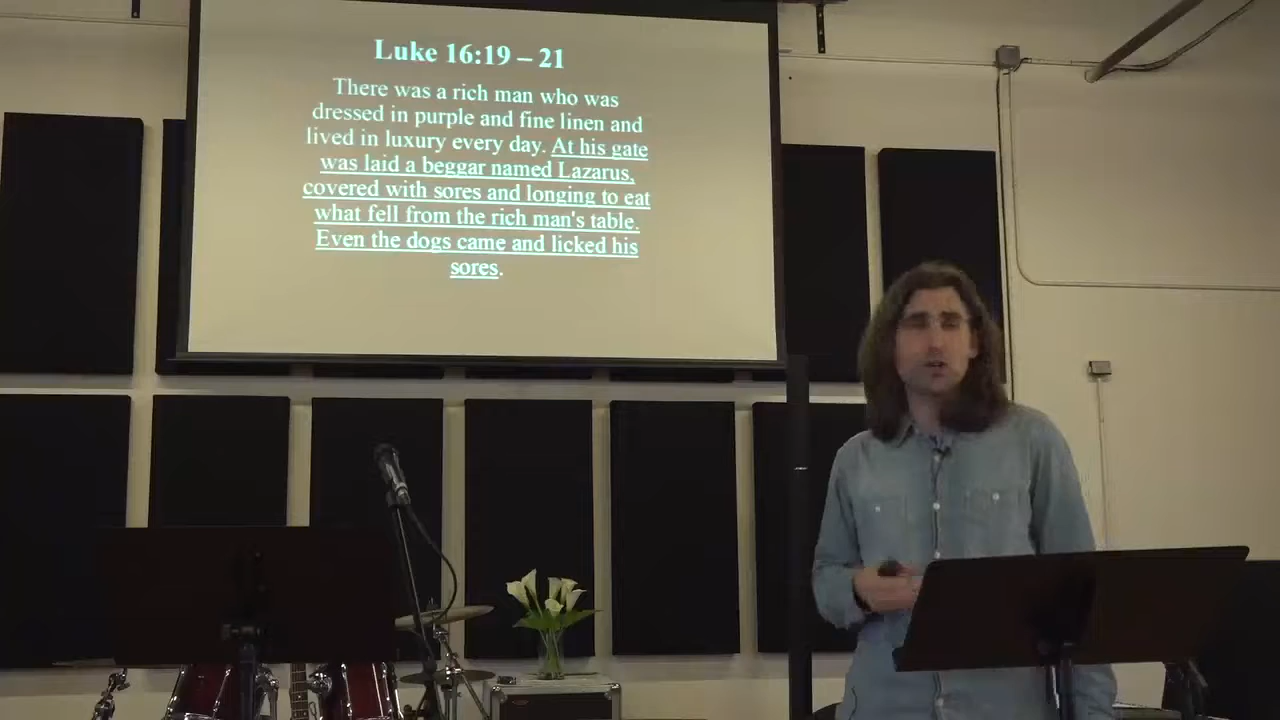 Luke 16:19 – 21
There was a rich man who was
dressed in purple and fine linen and
lived in luxury every day. At his gate
was laid a beggar named Lazarus,
covered with sores and longing to eat
what fell from the rich man's table.
Even the dogs came and licked his
sores.